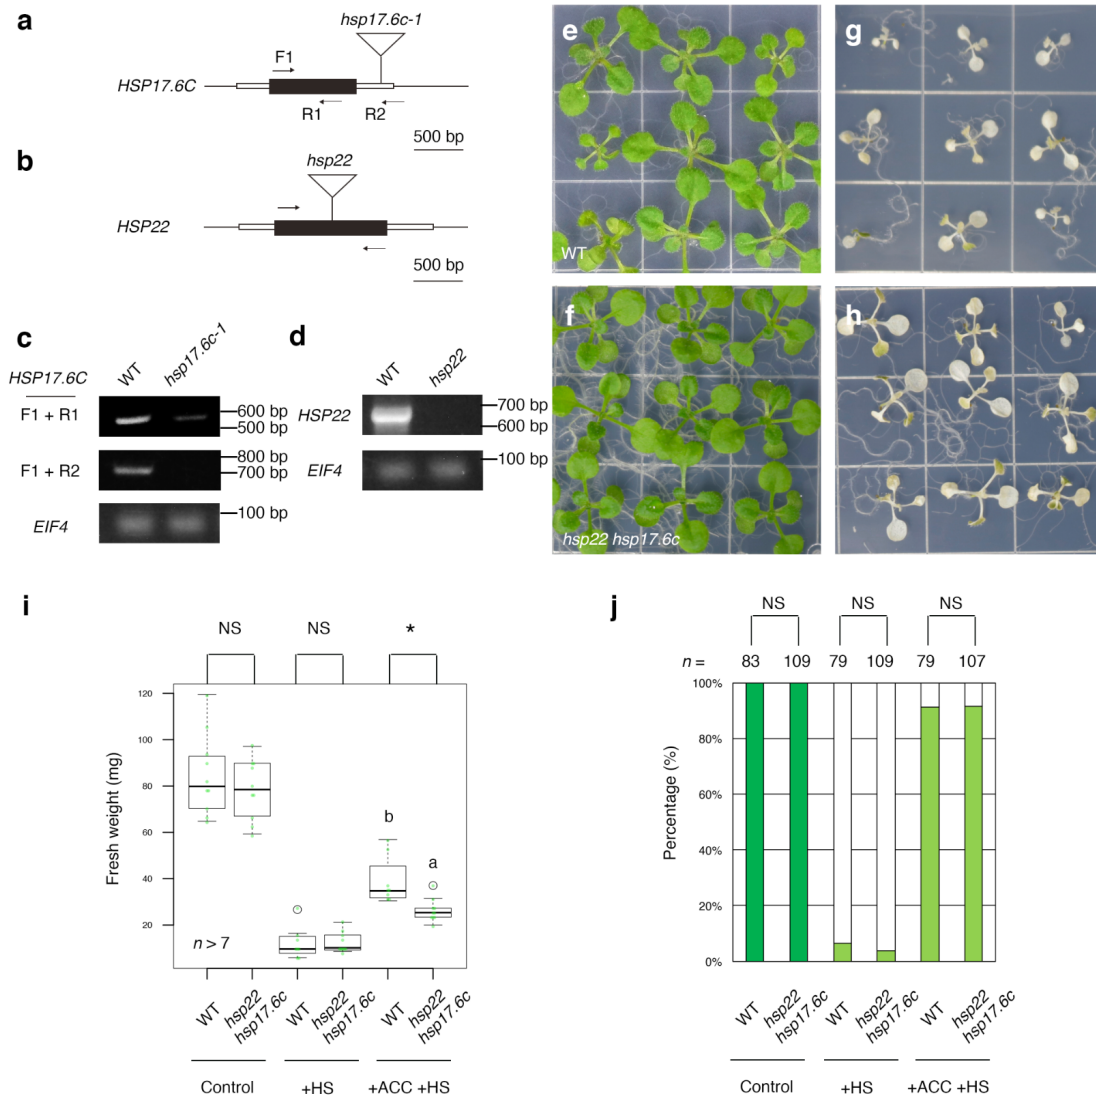 a
hsp17.6c-1
F1
HSP17.6C
R1
R2
500 bp
b
hsp22
HSP22
500 bp
c
HSP17.6C
WT
hsp17.6c-1
F1 + R1
600 bp
500 bp
F1 + R2
800 bp
700 bp
EIF4
100 bp
d
WT
hsp22
HSP22
700 bp
600 bp
EIF4
100 bp
e
WT
g
f
hsp22 hsp17.6c
h
i
NS
NS
*
Fresh weight (mg)
120
100
80
60
40
20
b
a
n > 7
WT
hsp22
hsp17.6c
WT
hsp22
hsp17.6c
WT
hsp22
hsp17.6c
Control
+HS
+ACC +HS
j
NS
NS
NS
n =
83
109
79
109
79
107
Percentage (%)
100%
80%
60%
40%
20%
0%
WT
hsp22
hsp17.6c
WT
hsp22
hsp17.6c
WT
hsp22
hsp17.6c
Control
+HS
+ACC +HS